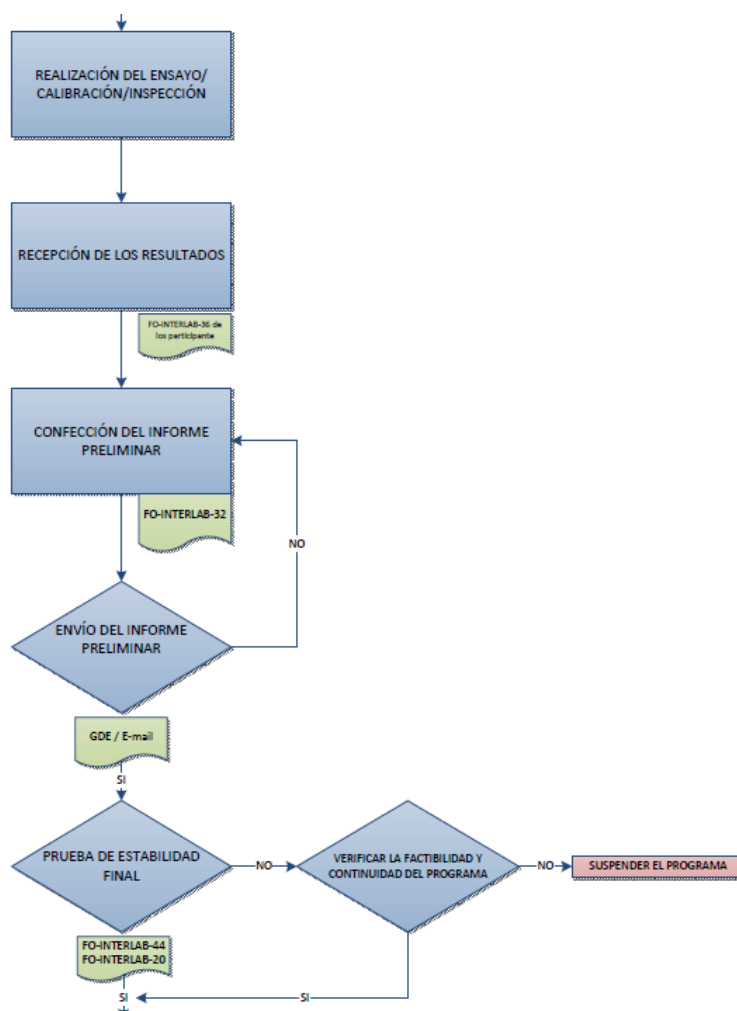 REALIZACIÓN DEL ENSAYO/
CALIBRACIÓN/INSPECCIÓN
RECEPCIÓN DE LOS RESULTADOS
FO-INTERLAB-36 de
los participante
CONFECCIÓN DEL INFORME
PRELIMINAR
FO-INTERLAB-32
NO
ENVÍO DEL INFORME
PRELIMINAR
GDE / E-mail
SI
PRUEBA DE ESTABILIDAD
FINAL
NO
VERIFICAR LA FACTIBILIDAD Y
CONTINUIDAD DEL PROGRAMA
NO
SUSPENDER EL PROGRAMA
FO-INTERLAB-44
FO-INTERLAB-20
SI
SI